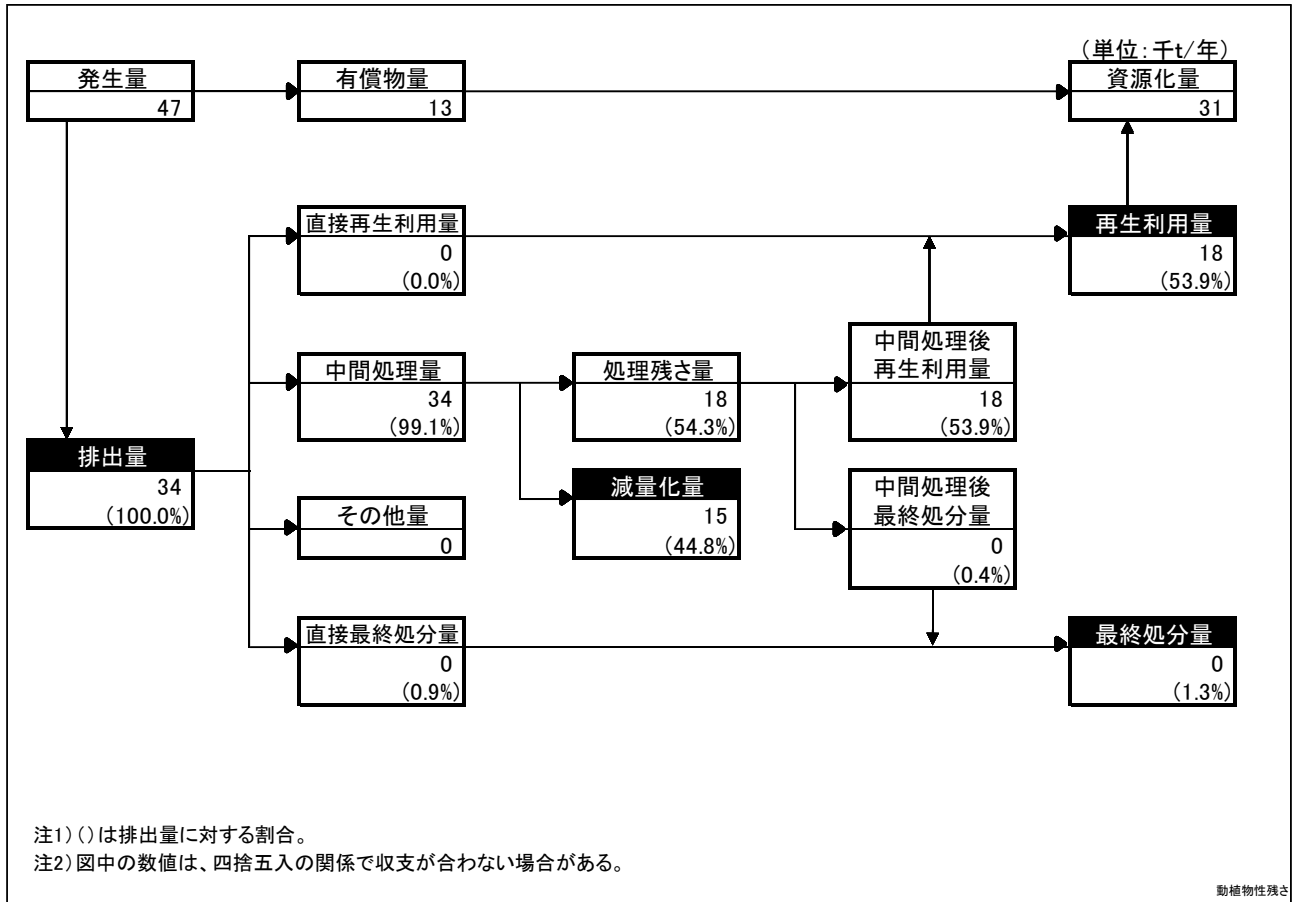 (単位:千t/年)
発生量
47
有償物量
13
資源化量
31
直接再生利用量
0
(0.0%)
再生利用量
18
(53.9%)
中間処理量
34
(99.1%)
処理残さ量
18
(54.3%)
中間処理後
再生利用量
18
(53.9%)
排出量
34
(100.0%)
減量化量
15
(44.8%)
中間処理後
最終処分量
0
(0.4%)
その他量
0
直接最終処分量
0
(0.9%)
最終処分量
0
(1.3%)
注1)()は排出量に対する割合。
注2)図中の数値は、四捨五入の関係で収支が合わない場合がある。
動植物性残さ